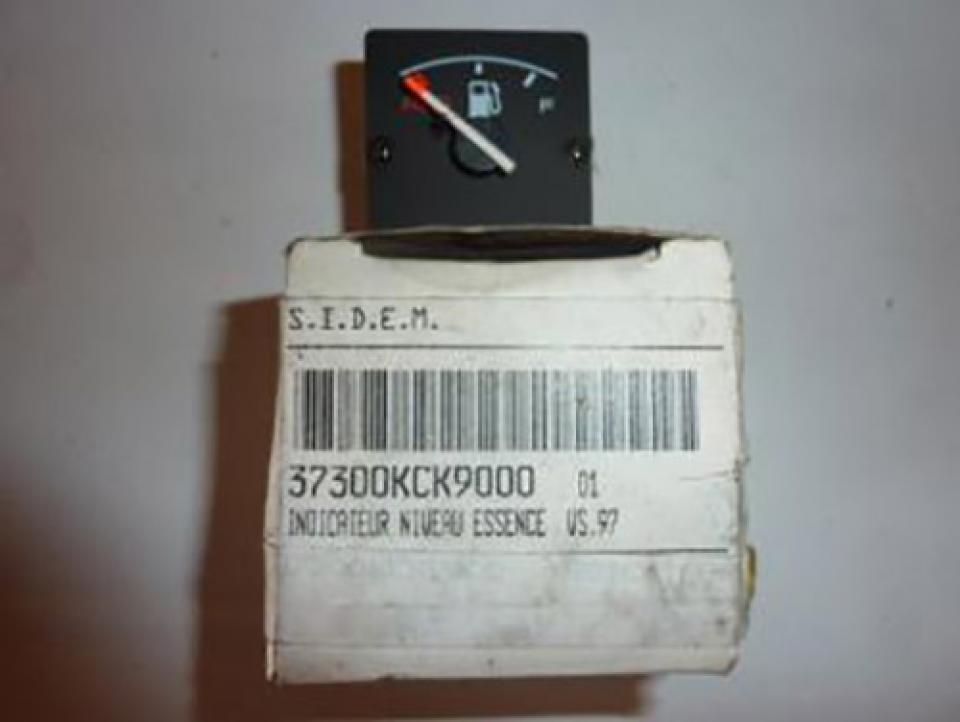 F
S.I.D.E.M.
37300KCK9000 01
INDICATEUR NIVEAU ESSENCE VS.97